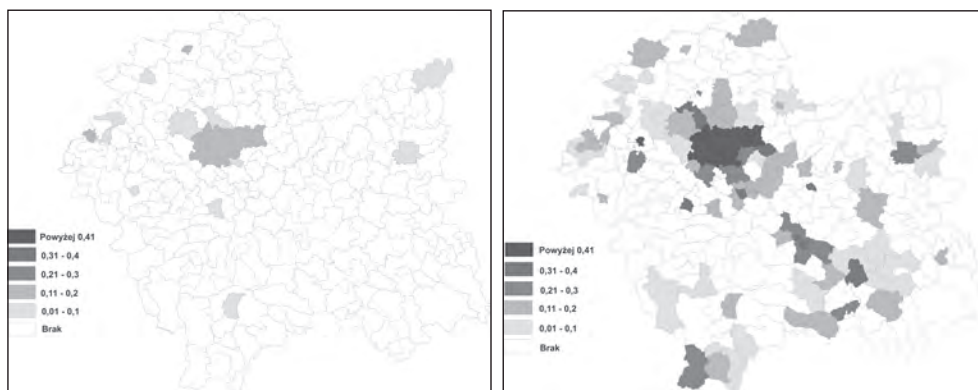 Powyżej 0,41
0,31 - 0,4
0,21 - 0,3
0,11 - 0,2
0,01 - 0,1
Brak
Powyżej 0,41
0,31 - 0,4
0,21 - 0,3
0,11 - 0,2
0,01 - 0,1
Brak